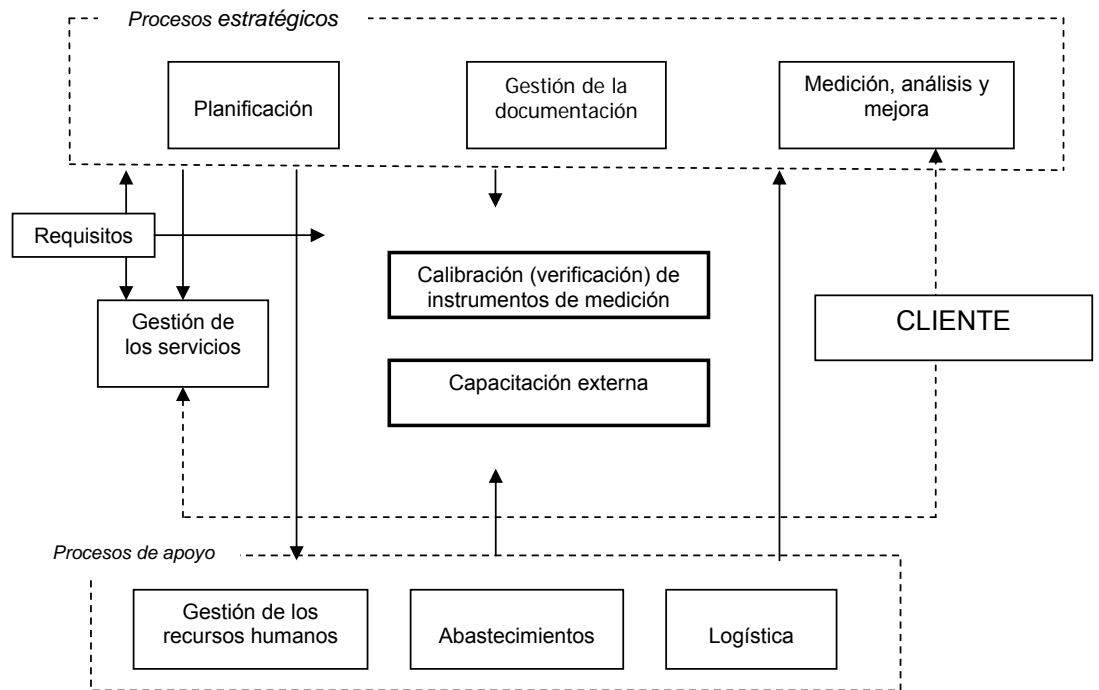 Procesos estratégicos
Planificación
Gestión de la
documentación
Medición, análisis y
mejora
Requisitos
Calibración (verificación) de
instrumentos de medición
Gestión de
los servicios
CLIENTE
Capacitación externa
Procesos de apoyo
Gestión de los
recursos humanos
Abastecimientos
Logística